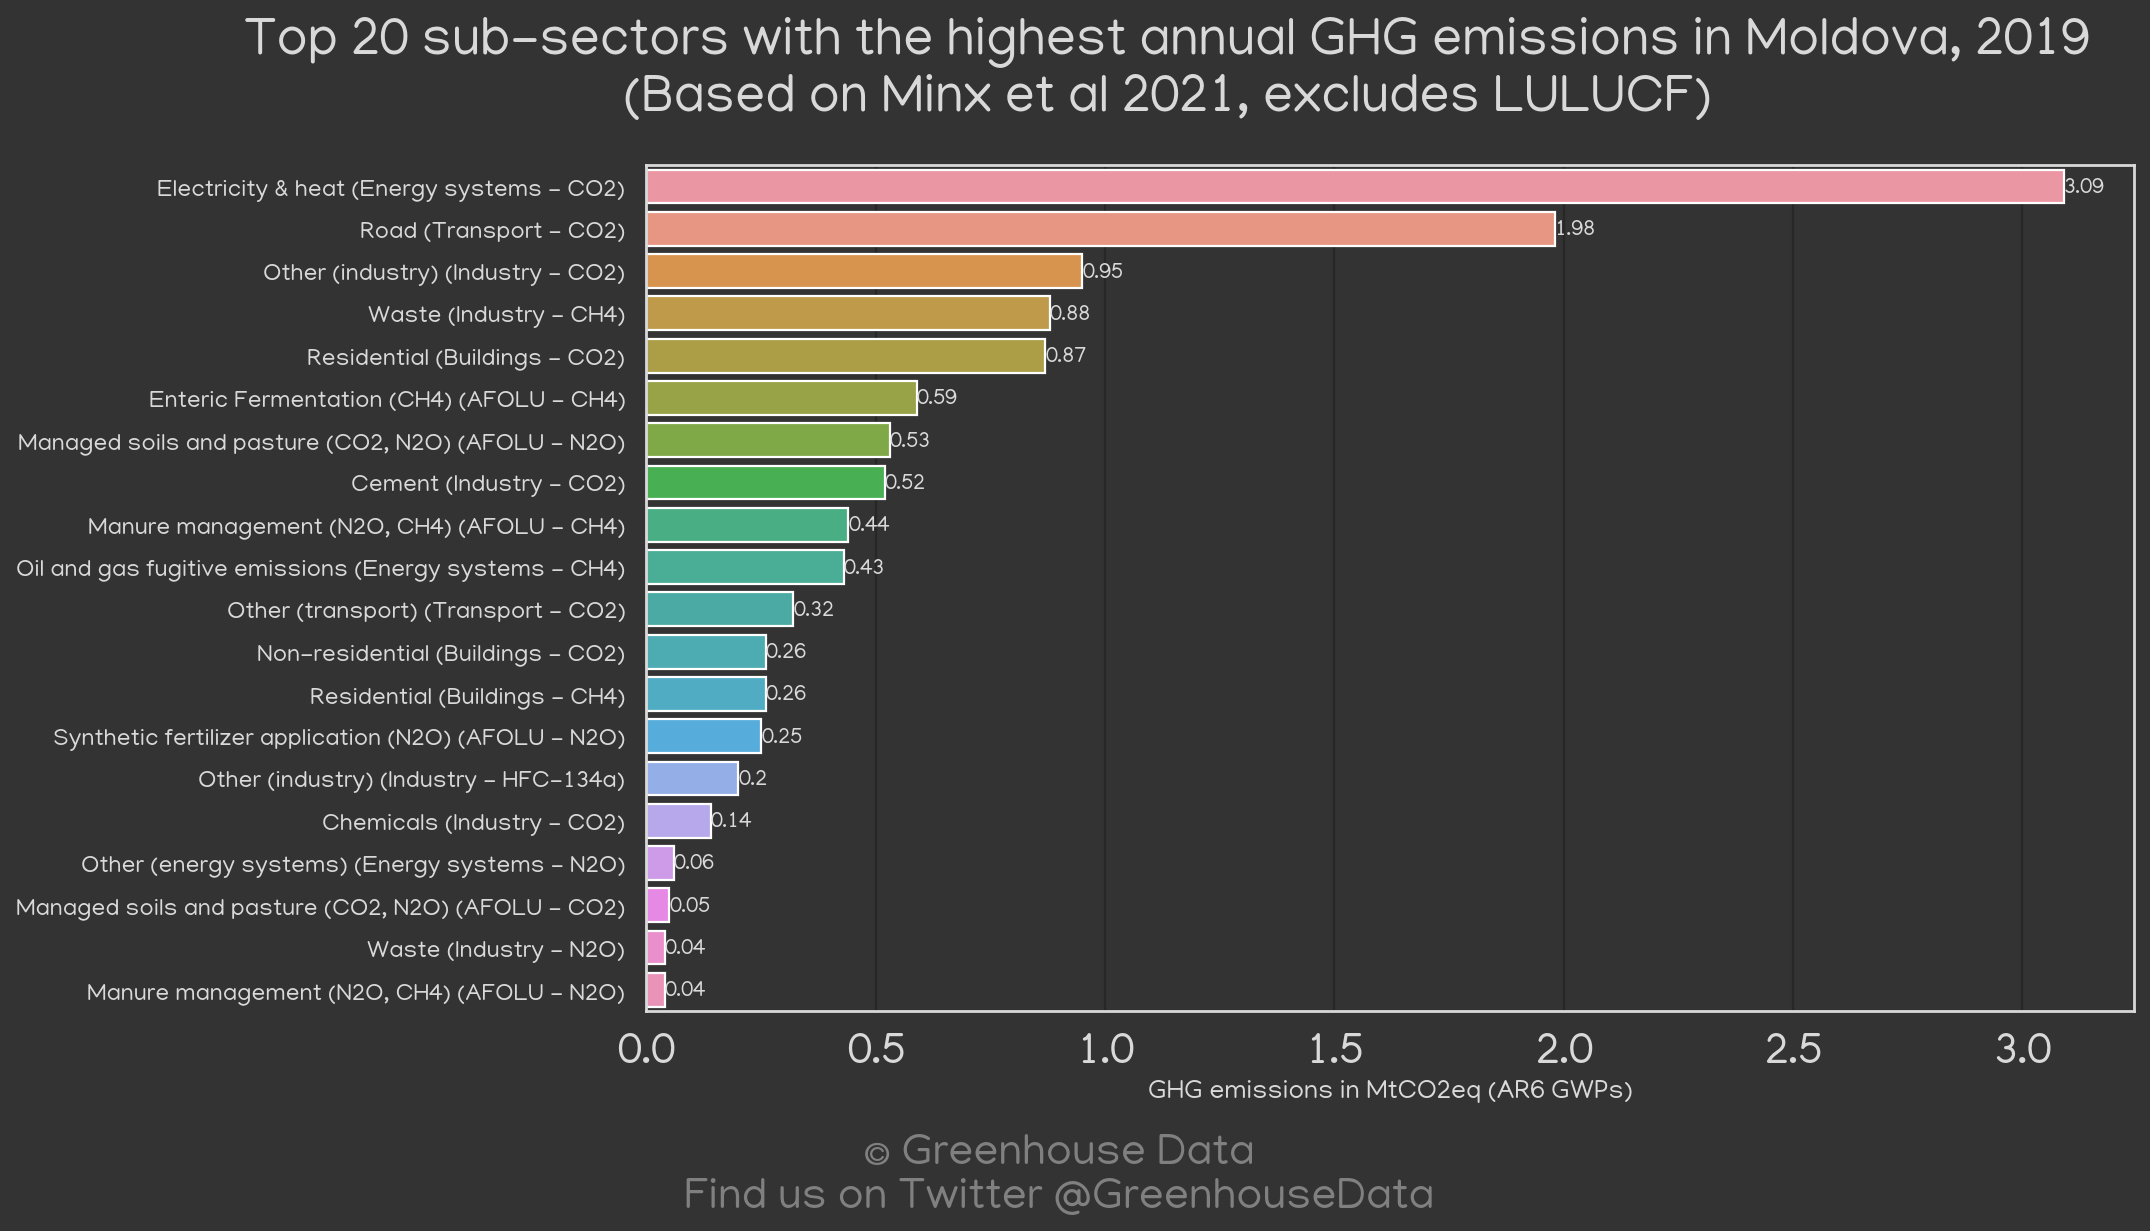 Top 20 sub-sectors with the highest annual GHG emissions in Moldova, 2019
(Based on Minx et al 2021, excludes LULUCF)
Electricity & heat (Energy systems - CO2) 3.09
Road (Transport - CO2) 1.98
Other (industry) (Industry - CO2) 0.95
Waste (Industry - CH4) 0.88
Residential (Buildings - CO2) 0.87
Enteric Fermentation (CH4) (AFOLU - CH4) 0.59
Managed soils and pasture (CO2, N2O) (AFOLU - N2O) 0.53
Cement (Industry - CO2) 0.52
Manure management (N2O, CH4) (AFOLU - CH4) 0.44
Oil and gas fugitive emissions (Energy systems - CH4) 0.43
Other (transport) (Transport - CO2) 0.32
Non-residential (Buildings - CO2) 0.26
Residential (Buildings - CH4) 0.26
Synthetic fertilizer application (N2O) (AFOLU - N2O) 0.25
Other (industry) (Industry - HFC-134a) 0.2
Chemicals (Industry - CO2) 0.14
Other (energy systems) (Energy systems - N2O) 0.06
Managed soils and pasture (CO2, N2O) (AFOLU - CO2) 0.05
Waste (Industry - N2O) 0.04
Manure management (N2O, CH4) (AFOLU - N2O) 0.04
0.0 0.5 1.0 1.5 2.0 2.5 3.0
GHG emissions in MtCO2eq (AR6 GWPs)
© Greenhouse Data
Find us on Twitter @GreenhouseData